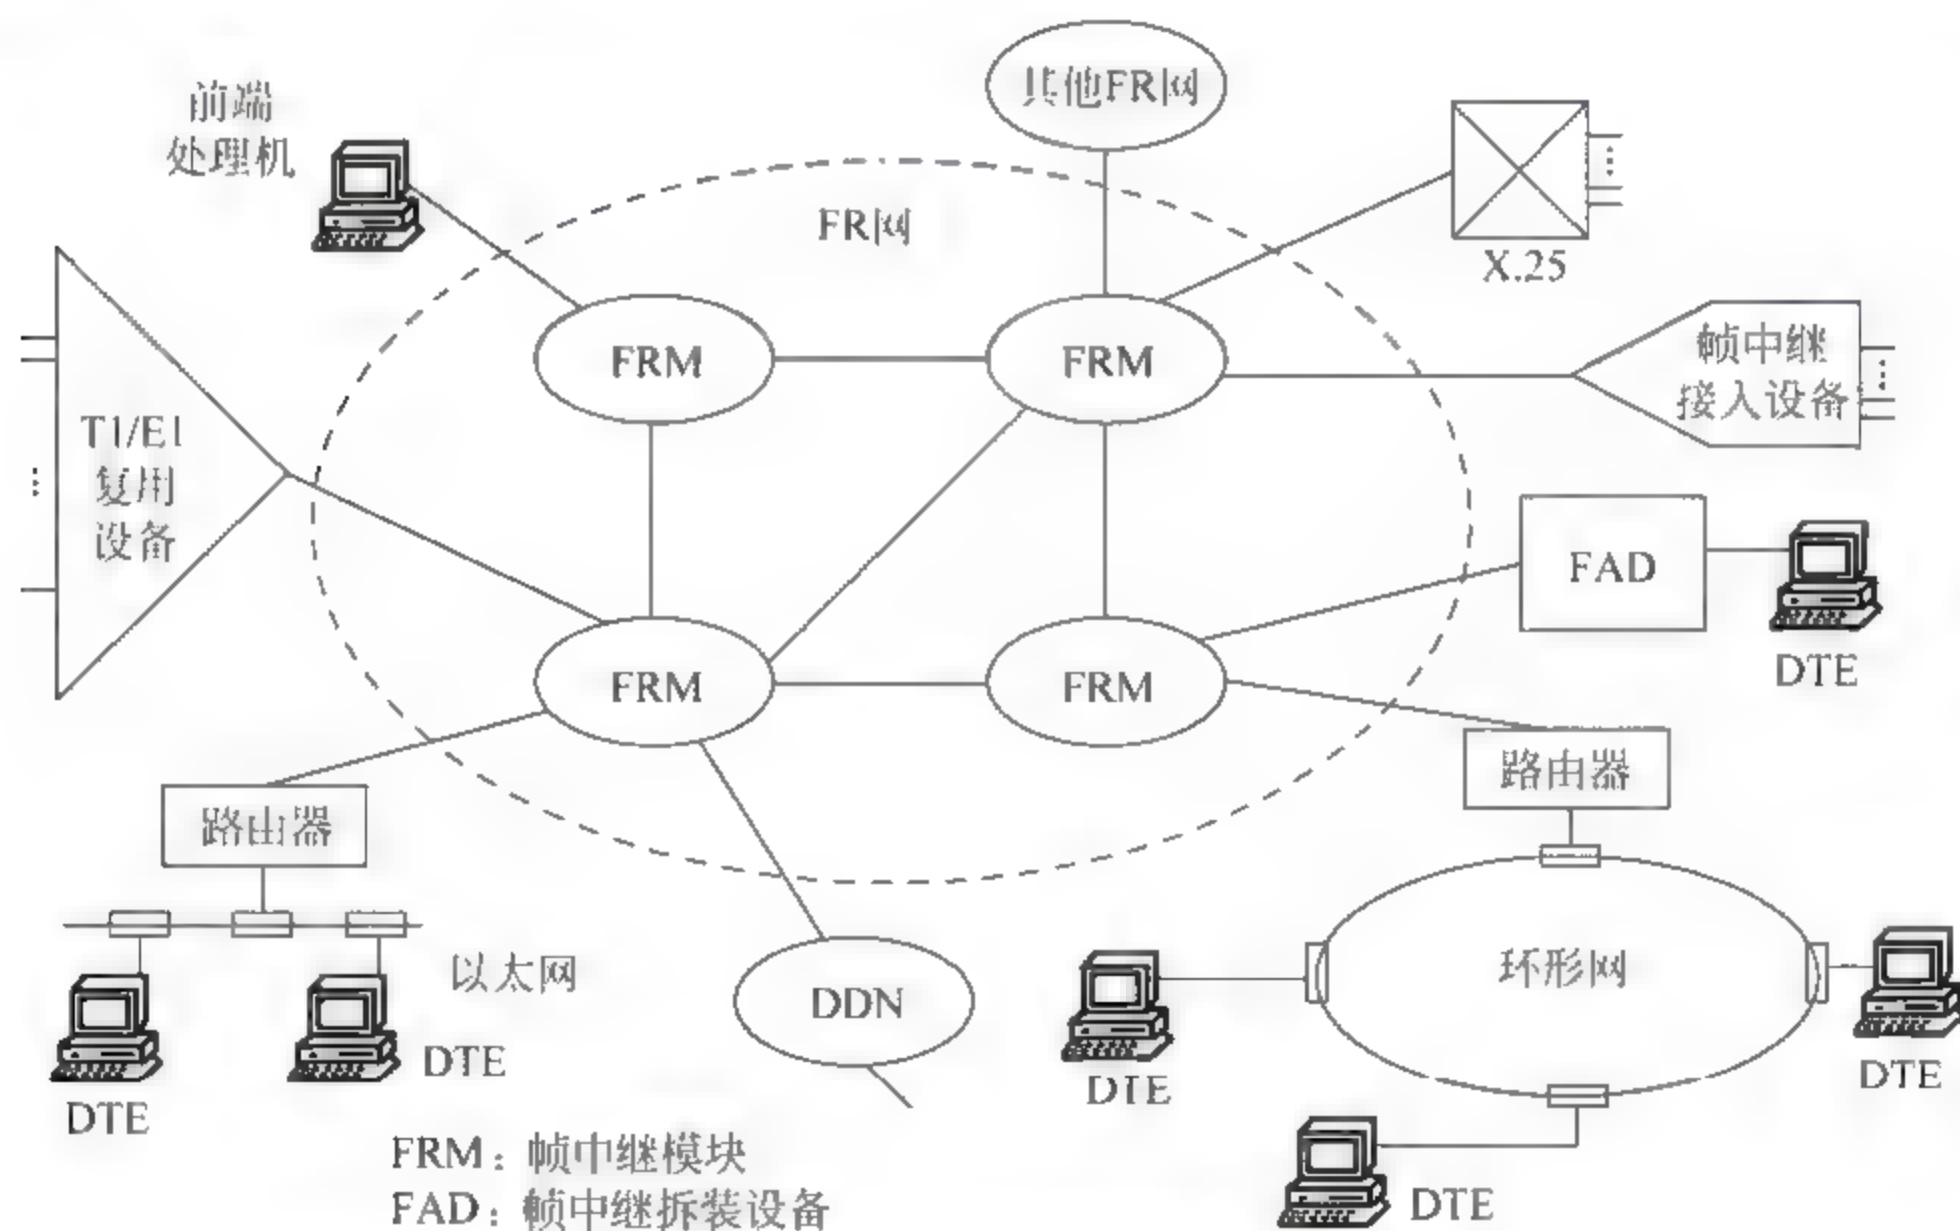 其他FR网
前端
处理机
FR网
X.25
FRM
FRM
帧中继
接入设备
T1/E1
复用
设备
FAD
DTE
FRM
FRM
路由器
路由器
以太网
DDN
环形网
DTE
DTE
DTE
DTE
DTE
FRM：帧中继模块
FAD：帧中继拆装设备